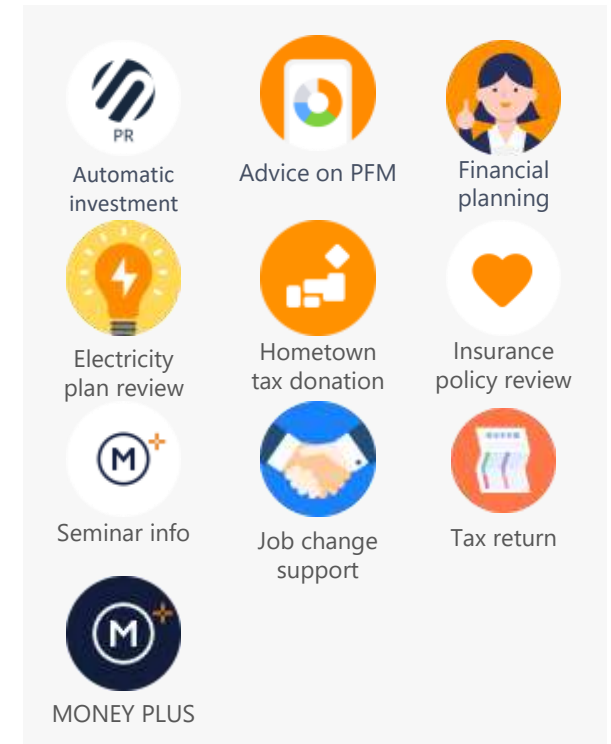 PR
Automatic
investment
Advice on PFM
Financial
planning
Electricity
plan review
Hometown
tax donation
Insurance
policy review
M
Seminar info
Job change
support
Tax return
M
MONEY PLUS